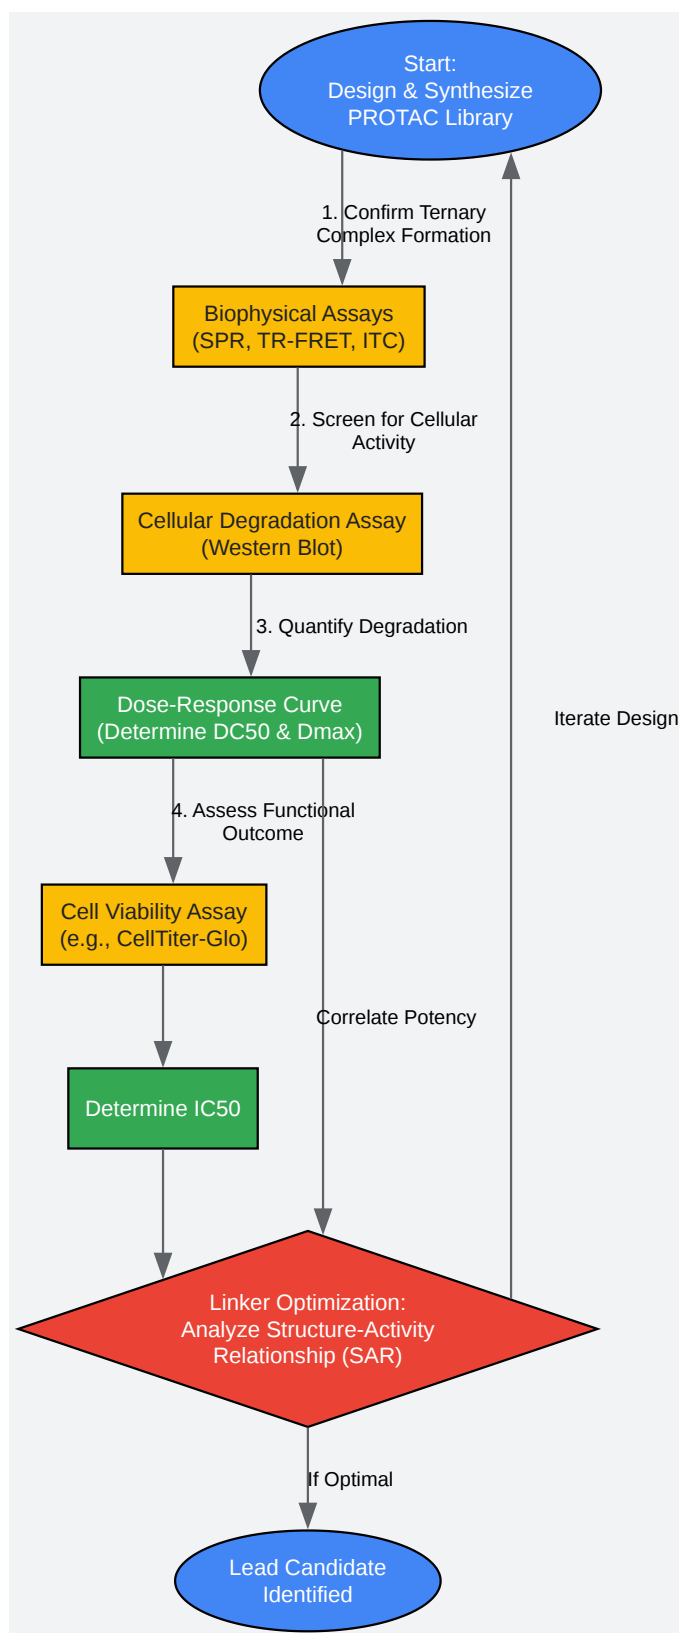 Start:
Design & Synthesize
PROTAC Library
1. Confirm Ternary
Complex Formation
Biophysical Assays
(SPR, TR-FRET, ITC)
2. Screen for Cellular
Activity
Cellular Degradation Assay
(Western Blot)
3. Quantify Degradation
Dose-Response Curve
(Determine DC50 & Dmax)
Iterate Design
4. Assess Functional
Outcome
Cell Viability Assay
(e.g., CellTiter-Glo)
Correlate Potency
Determine IC50
Linker Optimization:
Analyze Structure-Activity
Relationship (SAR)
If Optimal
Lead Candidate
Identified